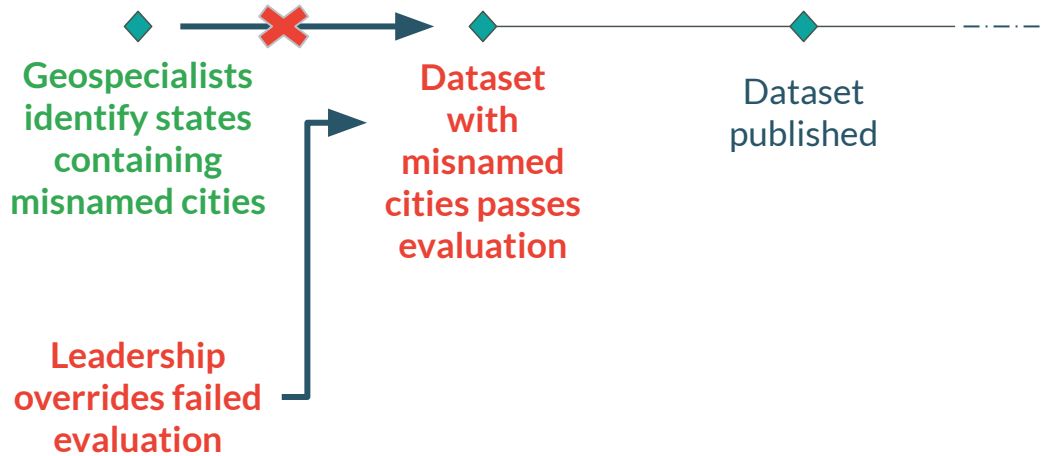 Geospecialists
identify states
containing
misnamed cities
Dataset
with
misnamed
cities passes
evaluation
Dataset
published
Leadership
overrides failed
evaluation